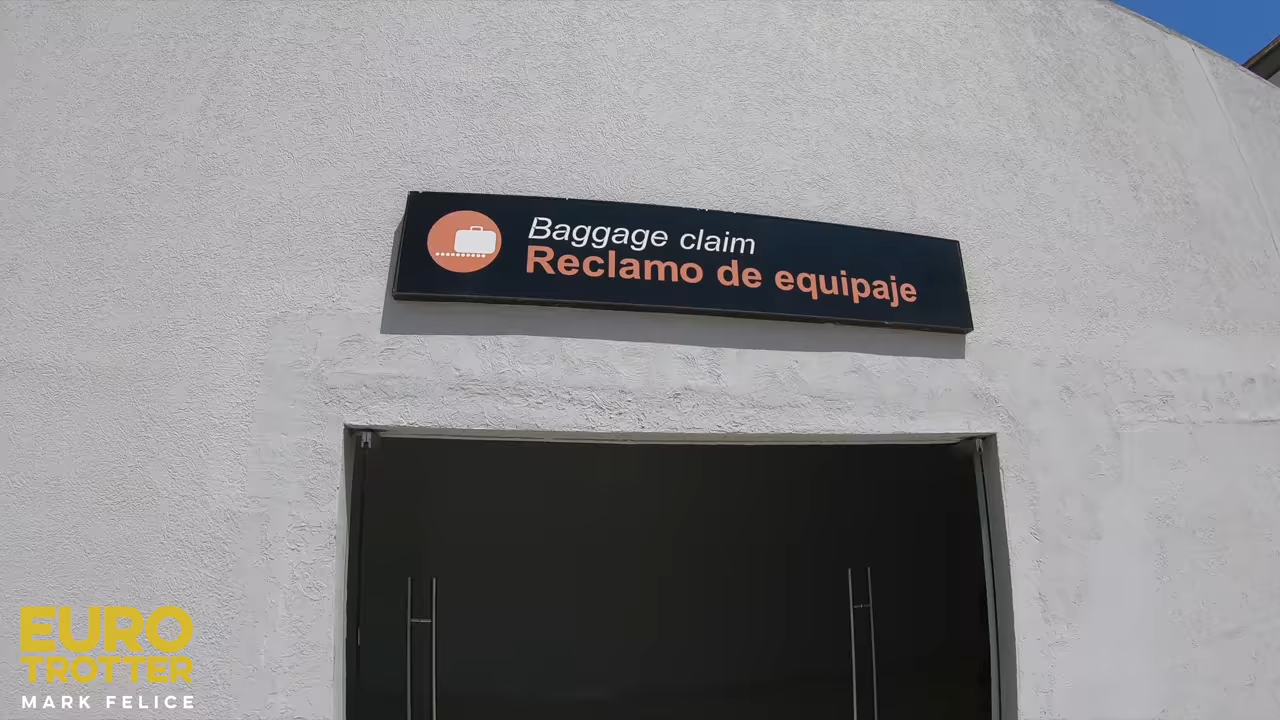 Baggage claim
Reclamo de equipaje
EURO
TROTTER
MARK FELICE